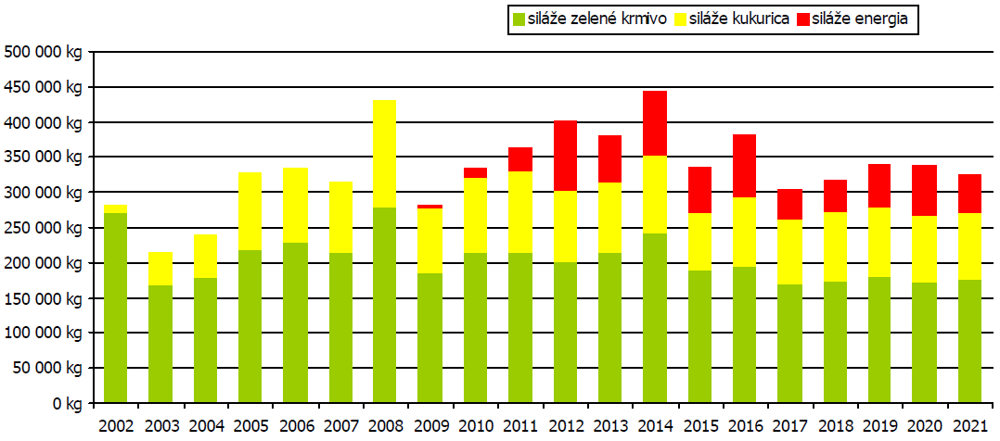 siláže zelené krmivo siláže kukurica siláže energia
500 000 kg
450 000 kg
400 000 kg
350 000 kg
300 000 kg
250 000 kg
200 000 kg
150 000 kg
100 000 kg
50 000 kg
0 kg
2002 2003 2004 2005 2006 2007 2008 2009 2010 2011 2012 2013 2014 2015 2016 2017 2018 2019 2020 2021